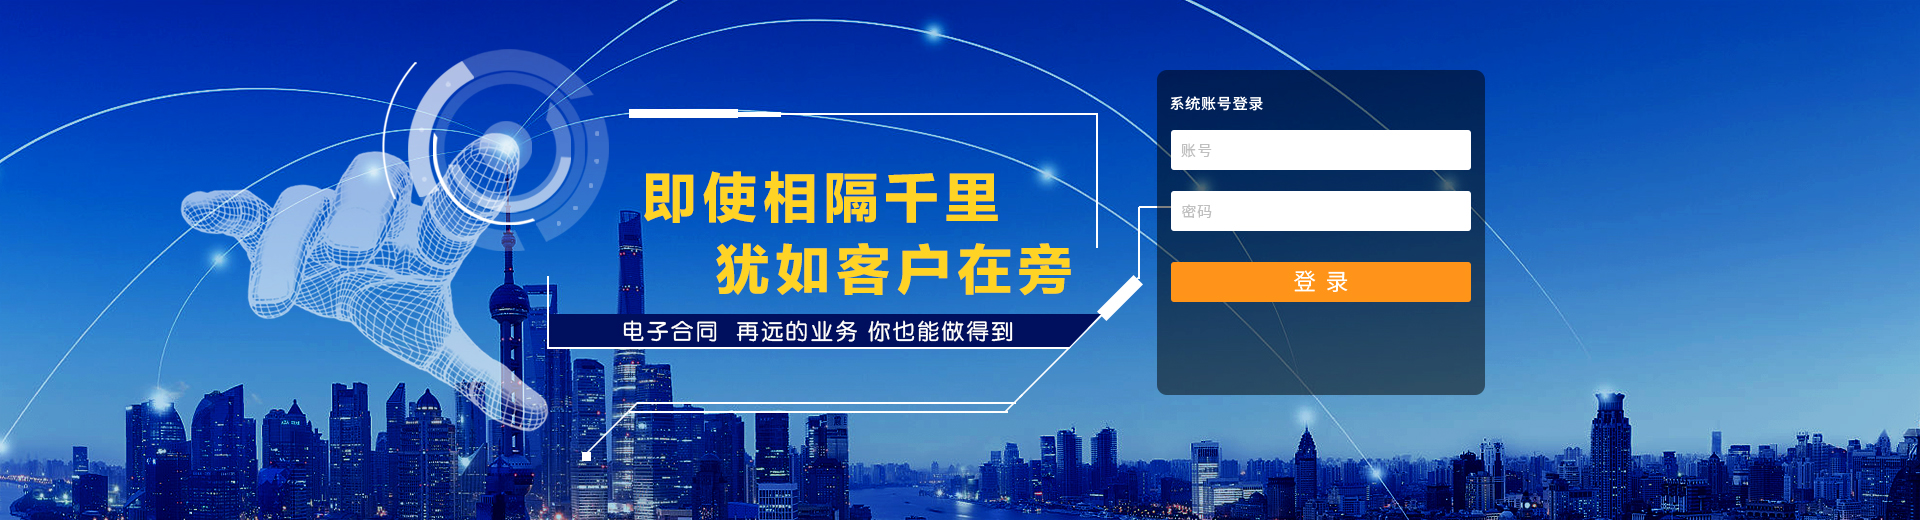 即使相隔千里
犹如客户在旁
电子合同 再远的业务 你也能做得到
系统账号登录
账号
密码
登录